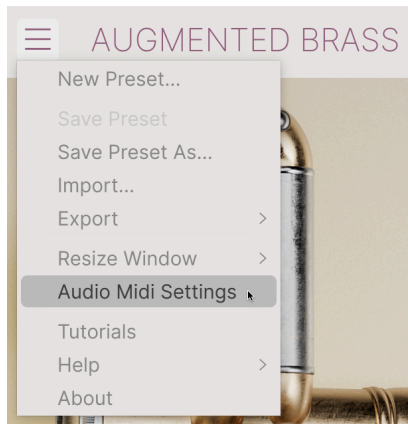 AUGMENTED BRASS
New Preset...
Save Preset
Save Preset As...
Import...
Export
Resize Window
Audio Midi Settings
Tutorials
Help
About